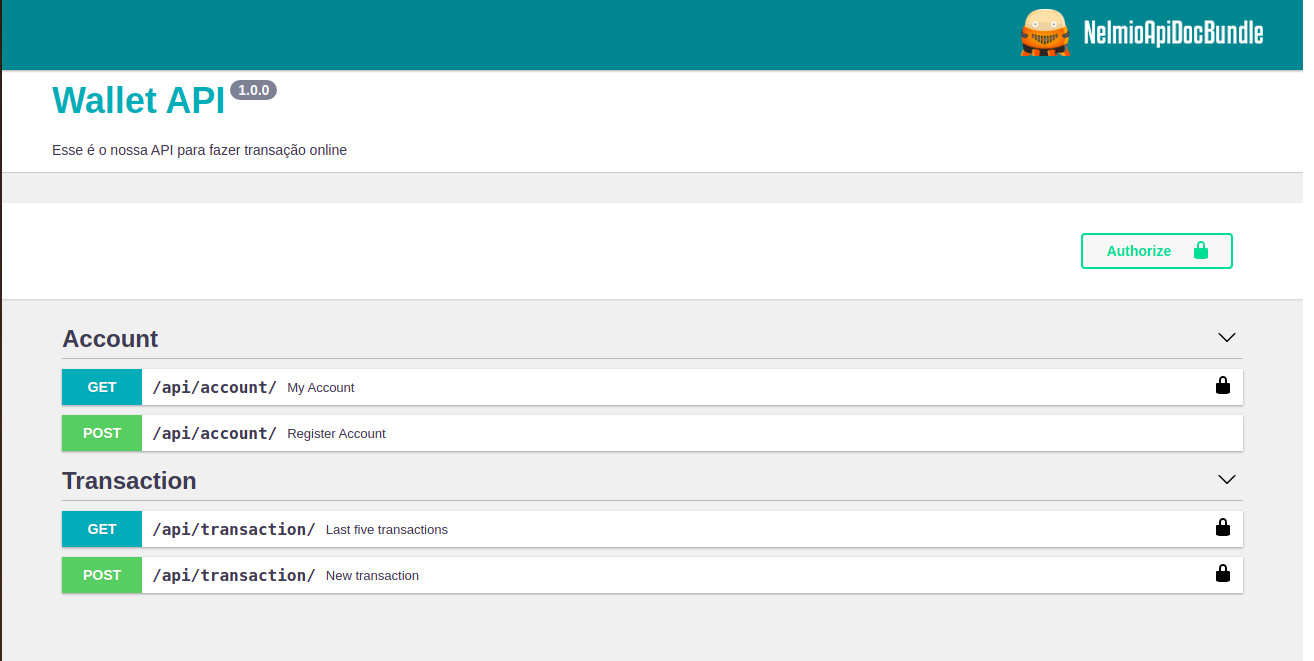 NelmioApiDocBundle
Wallet API 1.0.0
Esse é o nossa API para fazer transação online
Authorize
Account
GET /api/account/ My Account
POST /api/account/ Register Account
Transaction
GET /api/transaction/ Last five transactions
POST /api/transaction/ New transaction